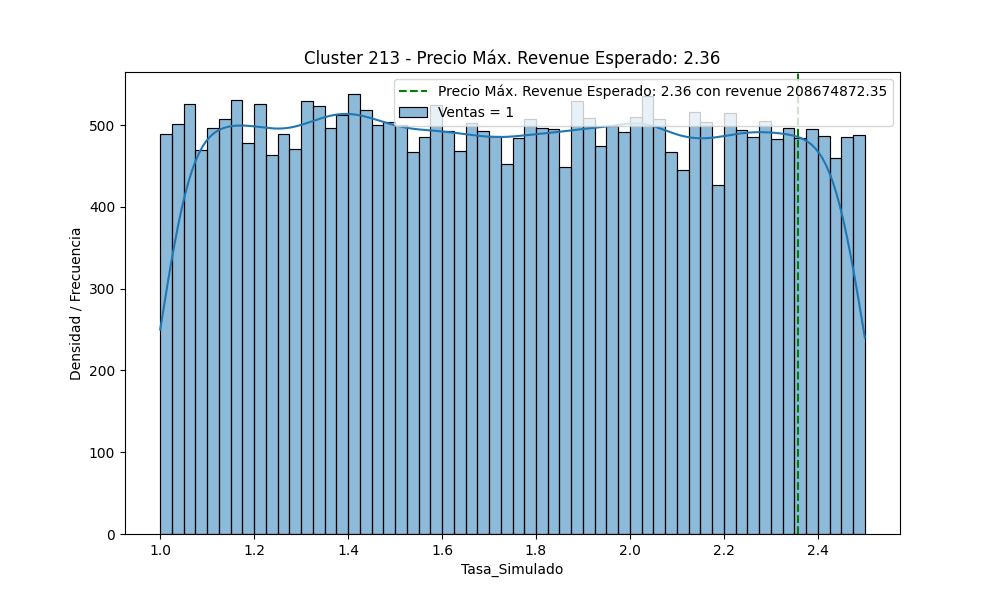 Cluster 213 - Precio Máx. Revenue Esperado: 2.36
Precio Máx. Revenue Esperado: 2.36 con revenue 208674872.35
Ventas = 1
Densidad / Frecuencia
500
400
300
200
100
0
1.0 1.2 1.4 1.6 1.8 2.0 2.2 2.4
Tasa_Simulado